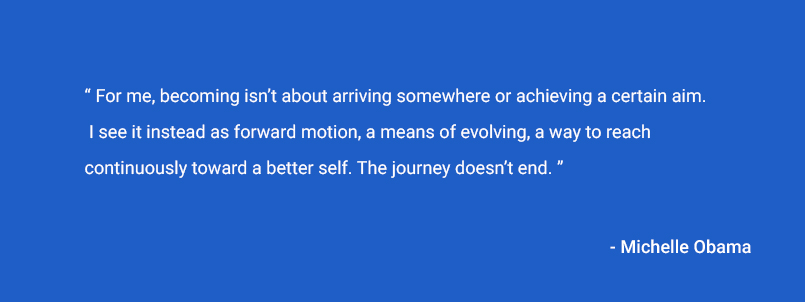 “ For me, becoming isn’t about arriving somewhere or achieving a certain aim.
I see it instead as forward motion, a means of evolving, a way to reach
continuously toward a better self. The journey doesn’t end. ”
- Michelle Obama